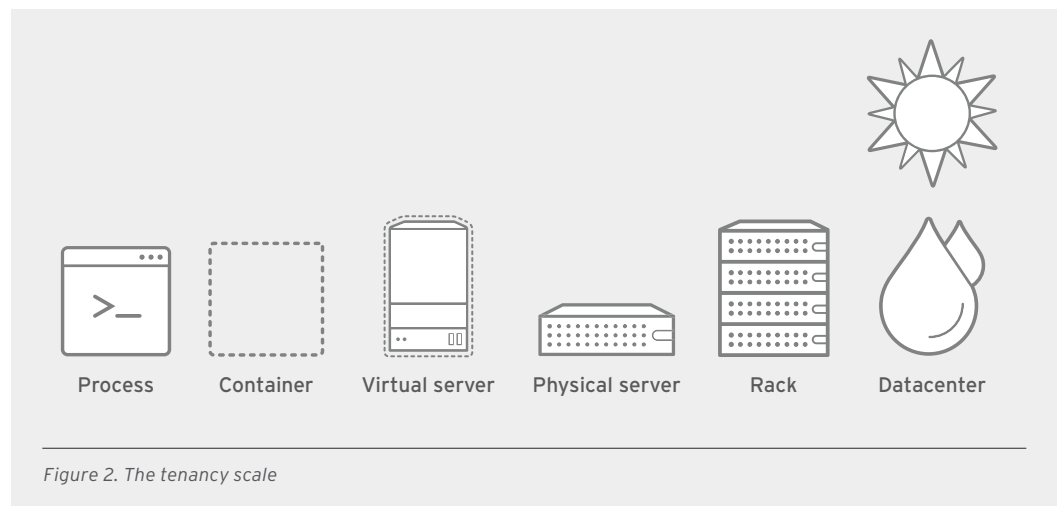 >_
Process Container Virtual server Physical server Rack Datacenter
Figure 2. The tenancy scale